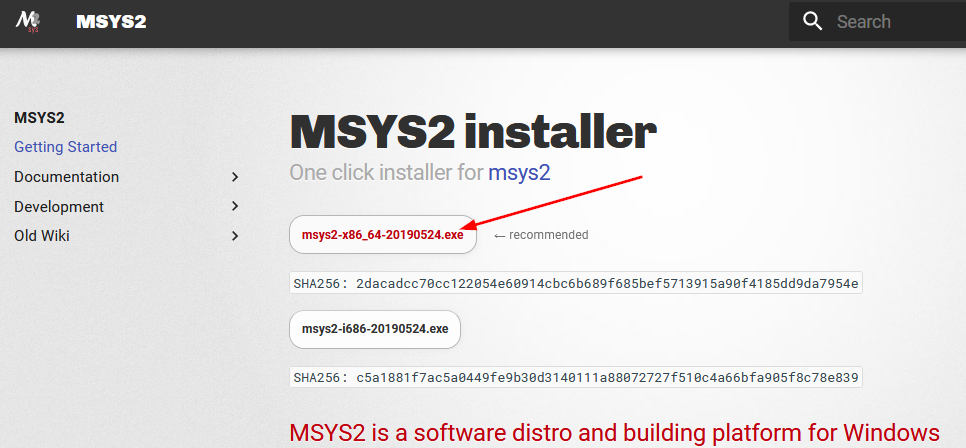 M
sys
MSYS2
Search
MSYS2
Getting Started
Documentation
Development
Old Wiki
MSYS2 installer
One click installer for msys2
msys2-x86_64-20190524.exe
← recommended
SHA256: 2dacadcc70cc122054e60914cbc6b689f685bef5713915a90f4185dd9da7954e
msys2-i686-20190524.exe
SHA256: c5a1881f7ac5a0449fe9b30d3140111a88072727f510c4a66bfa905f8c78e839
MSYS2 is a software distro and building platform for Windows